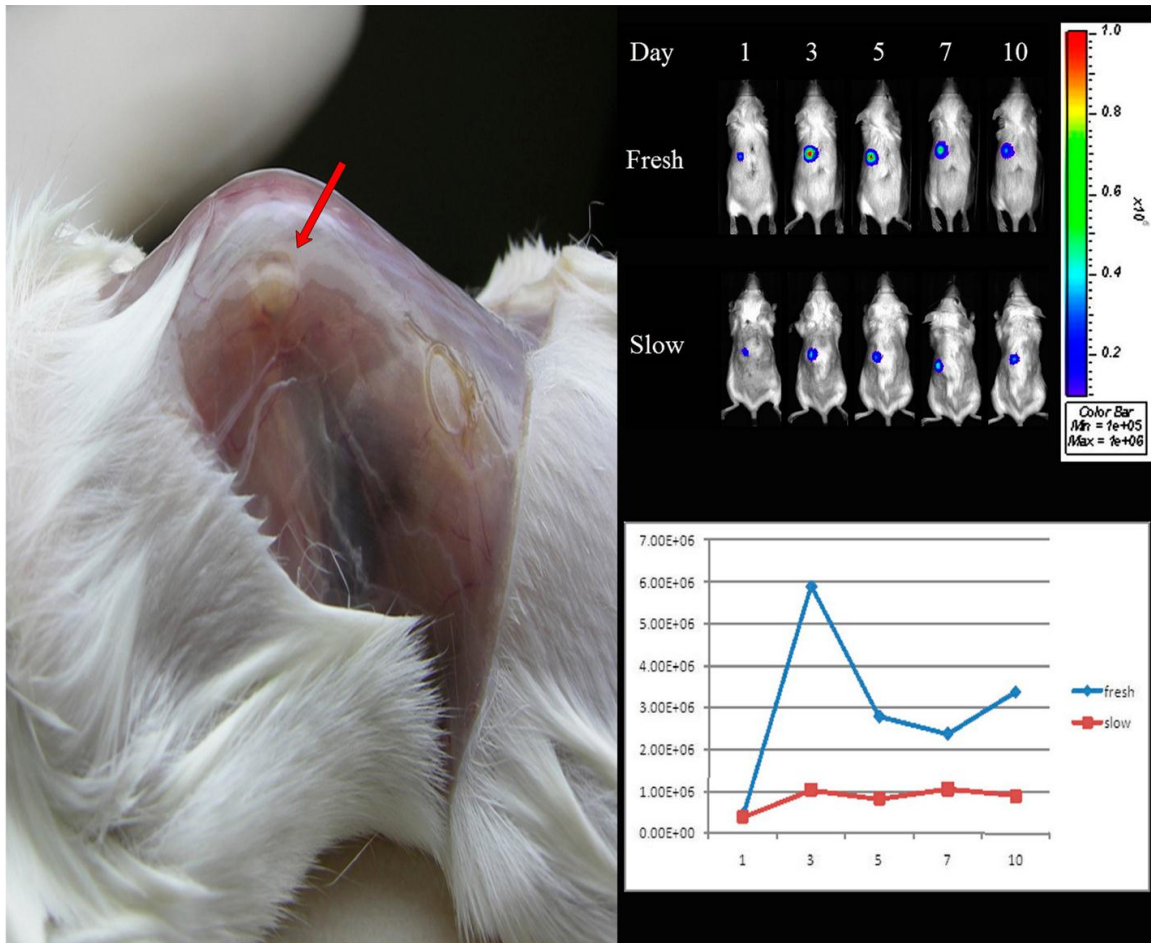 Day 1 3 5 7 10
Fresh
Slow
1.0
0.8
0.6
0.4
0.2
Color Bar
Min = 1e+05
Max = 1e+06
7.00E+06
6.00E+06
5.00E+06
4.00E+06
3.00E+06
2.00E+06
1.00E+06
0.00E+00
1 3 5 7 10
fresh
slow